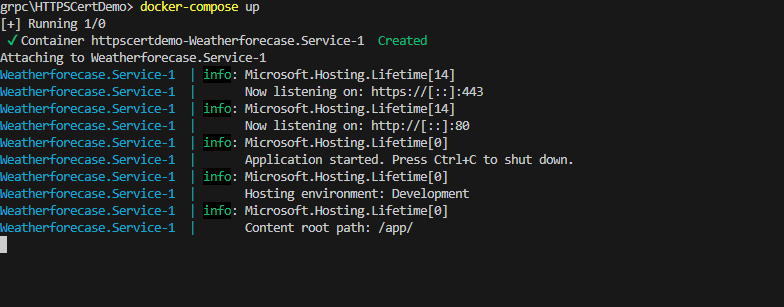 grpc\HTTPSCertDemo> docker-compose up
[+] Running 1/0
✔ Container httpscertdemo-Weatherforecase.Service-1  Created
Attaching to Weatherforecase.Service-1
Weatherforecase.Service-1  | info: Microsoft.Hosting.Lifetime[14]
Weatherforecase.Service-1  |       Now listening on: https://[::]:443
Weatherforecase.Service-1  | info: Microsoft.Hosting.Lifetime[14]
Weatherforecase.Service-1  |       Now listening on: http://[::]:80
Weatherforecase.Service-1  | info: Microsoft.Hosting.Lifetime[0]
Weatherforecase.Service-1  |       Application started. Press Ctrl+C to shut down.
Weatherforecase.Service-1  | info: Microsoft.Hosting.Lifetime[0]
Weatherforecase.Service-1  |       Hosting environment: Development
Weatherforecase.Service-1  | info: Microsoft.Hosting.Lifetime[0]
Weatherforecase.Service-1  |       Content root path: /app/